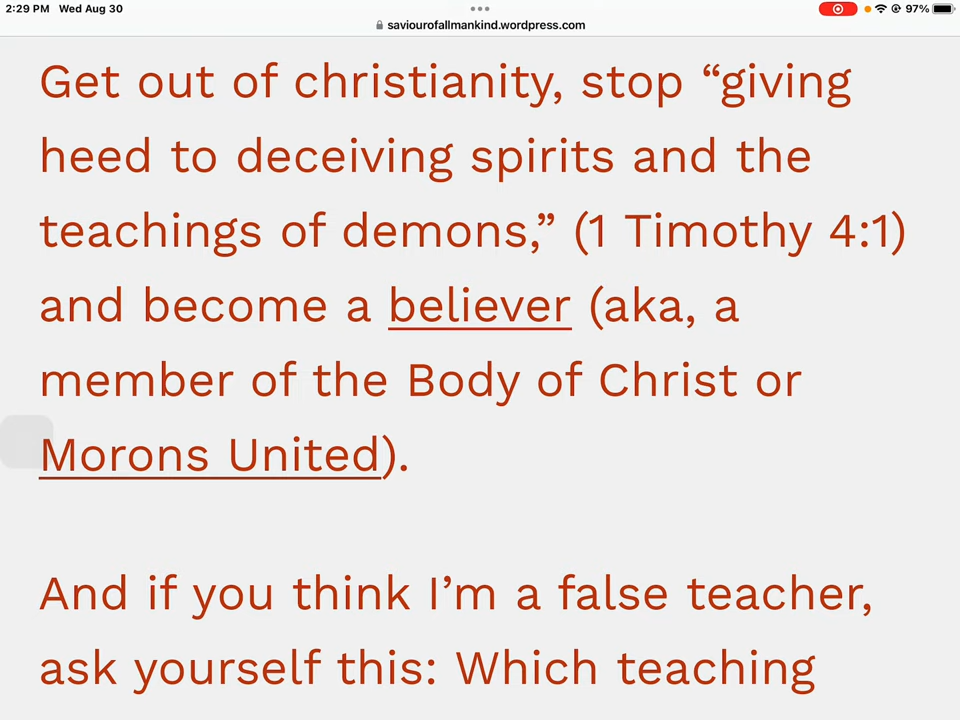 2:29 PM Wed Aug 30 97%
saviourofallmankind.wordpress.com
Get out of christianity, stop “giving
heed to deceiving spirits and the
teachings of demons,” (1 Timothy 4:1)
and become a believer (aka, a
member of the Body of Christ or
Morons United).
And if you think I’m a false teacher,
ask yourself this: Which teaching